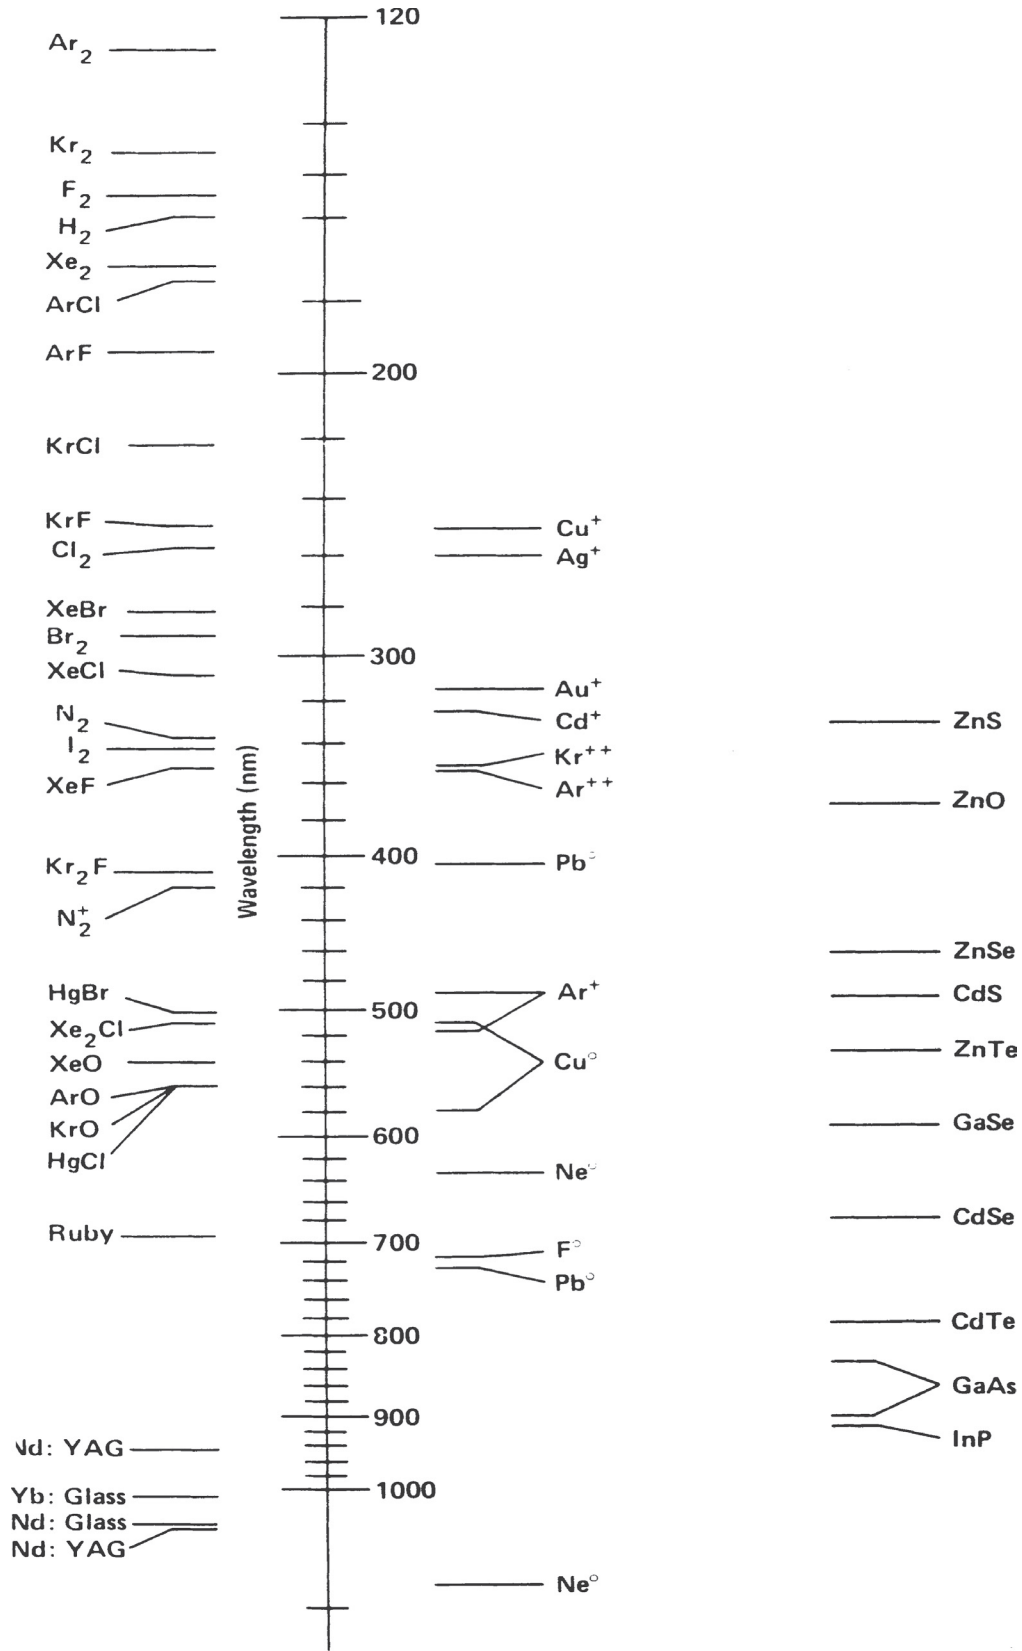 Ar2
Kr2
F2
H2
Xe2
ArCl
ArF
KrCl
KrF
Cl2
XeBr
Br2
XeCl
N2
I2
XeF
Kr2F
N2+
HgBr
Xe2Cl
XeO
ArO
KrO
HgCl
Ruby
Nd: YAG
Yb: Glass
Nd: Glass
Nd: YAG
Wavelength (nm)
120
200
300
400
500
600
700
800
900
1000
Cu+
Ag+
Au+
Cd+
Kr++
Ar++
Pb°
Ar+
Cu°
Ne°
F°
Pb°
Ne°
ZnS
ZnO
ZnSe
CdS
ZnTe
GaSe
CdSe
CdTe
GaAs
InP